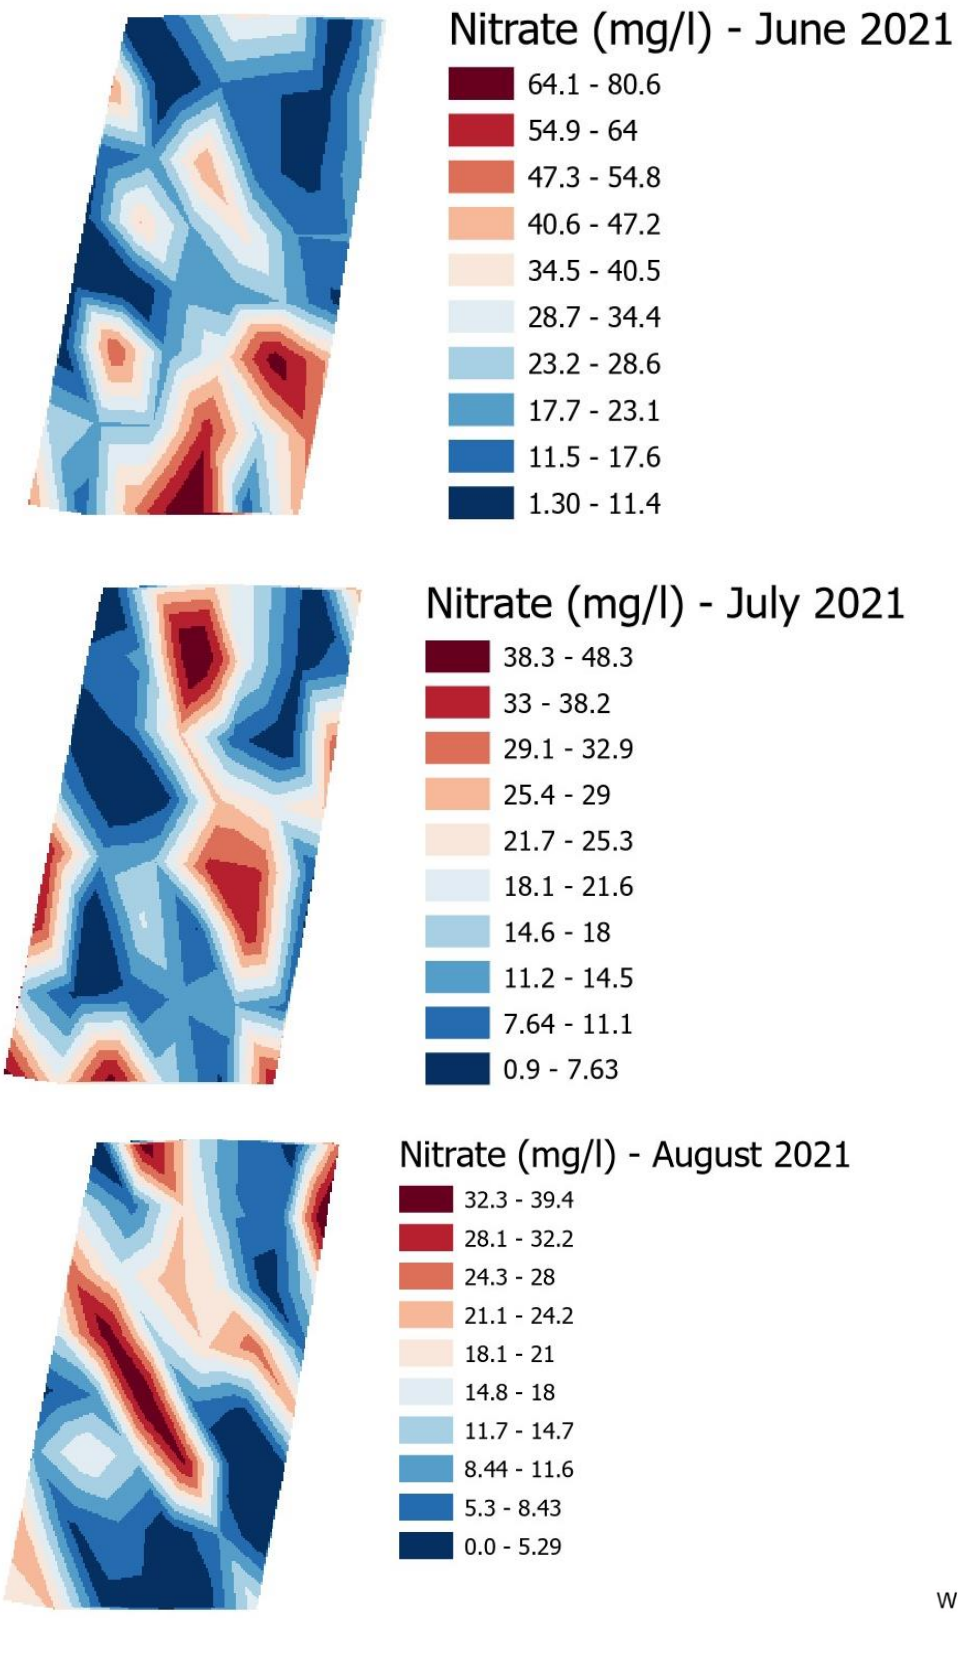 Nitrate (mg/l) - June 2021
64.1 - 80.6
54.9 - 64
47.3 - 54.8
40.6 - 47.2
34.5 - 40.5
28.7 - 34.4
23.2 - 28.6
17.7 - 23.1
11.5 - 17.6
1.30 - 11.4
Nitrate (mg/l) - July 2021
38.3 - 48.3
33 - 38.2
29.1 - 32.9
25.4 - 29
21.7 - 25.3
18.1 - 21.6
14.6 - 18
11.2 - 14.5
7.64 - 11.1
0.9 - 7.63
Nitrate (mg/l) - August 2021
32.3 - 39.4
28.1 - 32.2
24.3 - 28
21.1 - 24.2
18.1 - 21
14.8 - 18
11.7 - 14.7
8.44 - 11.6
5.3 - 8.43
0.0 - 5.29
W